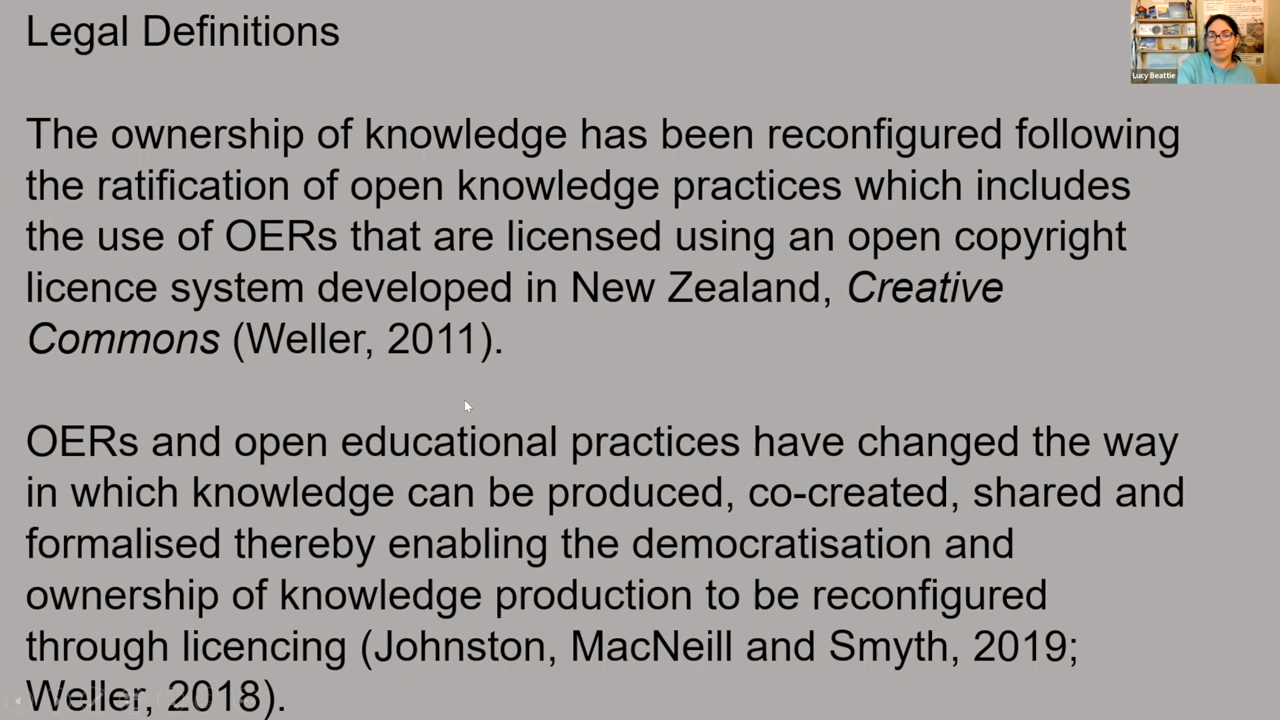 Legal Definitions
Lucy Beattie
The ownership of knowledge has been reconfigured following
the ratification of open knowledge practices which includes
the use of OERs that are licensed using an open copyright
licence system developed in New Zealand, Creative
Commons (Weller, 2011).
OERs and open educational practices have changed the way
in which knowledge can be produced, co-created, shared and
formalised thereby enabling the democratisation and
ownership of knowledge production to be reconfigured
through licencing (Johnston, MacNeill and Smyth, 2019;
Weller, 2018).